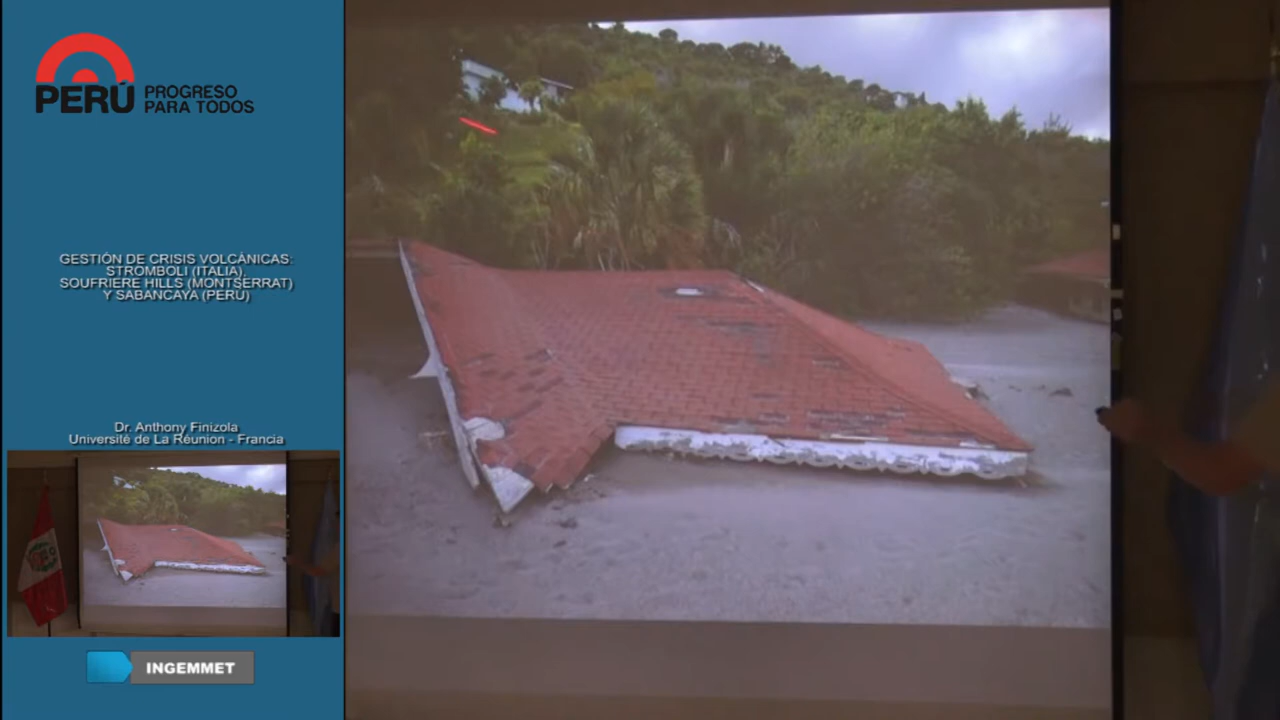 PERÚ
PROGRESO
PARA TODOS
GESTIÓN DE CRISIS VOLCÁNICAS:
STROMBOLI (ITALIA),
SOUFRIERE HILLS (MONTSERRAT)
Y SABANCAYA (PERÚ)
Dr. Anthony Finizola
Université de La Réunion - Francia
INGEMMET